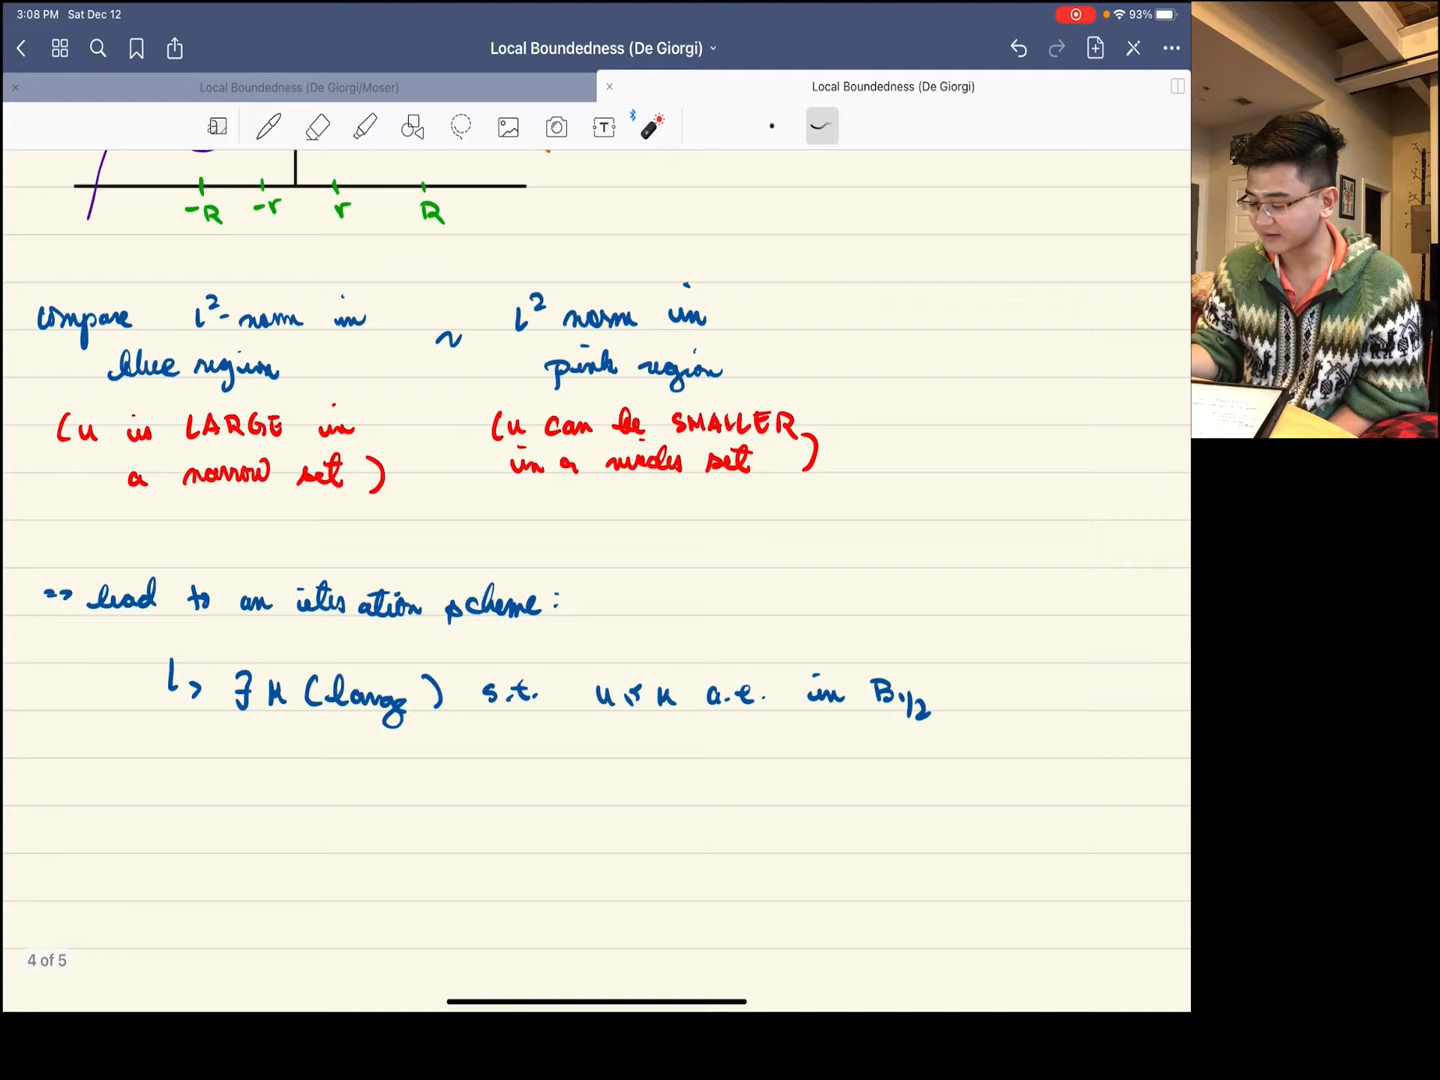 3:08 PM Sat Dec 12
93%
Local Boundedness (De Giorgi)
Local Boundedness (De Giorgi/Moser)
Local Boundedness (De Giorgi)
T
-R -r r R
compare L²-norm in ~ L² norm in
blue region pink region
(u is LARGE in (u can be SMALLER
a narrow set) in a wider set)
=> lead to an iteration scheme:
↳ ∃ K (large) s.t. u ≤ K a.e. in B₁/₂
4 of 5